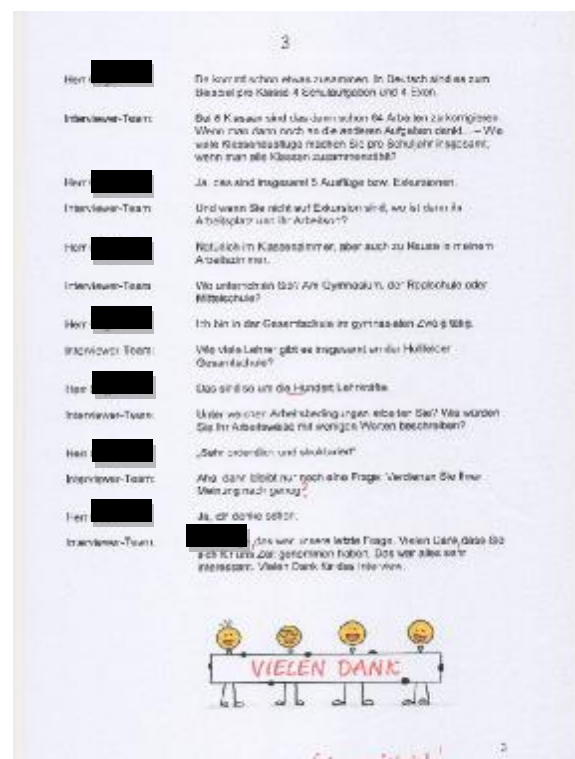 3
Herr Da kommt schon etwas zusammen. In Deutsch sind es zum
Beispiel pro Klasse 4 Schulaufgaben und 4 Exen.
Interviewer-Team: Bei 8 Klassen sind das dann schon 64 Arbeiten zu korrigieren.
Wenn man dann noch an die anderen Aufgaben denkt... – Wie
viele Klassenausflüge machen Sie pro Schuljahr insgesamt,
wenn man alle Klassen zusammenzählt?
Herr Ja, das sind insgesamt 5 Ausflüge bzw. Exkursionen.
Interviewer-Team: Und wenn Sie nicht auf Exkursion sind, wo ist dann ihr
Arbeitsplatz und ihr Arbeitsort?
Herr Natürlich im Klassenzimmer, aber auch zu Hause in meinem
Arbeitszimmer.
Interviewer-Team: Wo unterrichten Sie? Am Gymnasium, der Realschule oder
Mittelschule?
Herr Ich bin in der Gesamtschule im gymnasialen Zweig tätig.
Interviewer-Team: Wie viele Lehrer gibt es insgesamt an der Hollfelder
Gesamtschule?
Herr Das sind so um die Hundert Lehrkräfte.
Interviewer-Team: Unter welchen Arbeitsbedingungen arbeiten Sie? Wie würden
Sie Ihr Arbeitsweise mit wenigen Worten beschreiben?
Herr „Sehr ordentlich und strukturiert“
Interviewer-Team: Aha, dann bleibt nur noch eine Frage: Verdienen Sie Ihrer
Meinung nach genug?
Herr Ja, ich denke schon.
Interviewer-Team: , das war unsere letzte Frage. Vielen Dank, dass Sie
sich für uns Zeit genommen haben. Das war alles sehr
interessant. Vielen Dank für das Interview.
VIELEN DANK
3